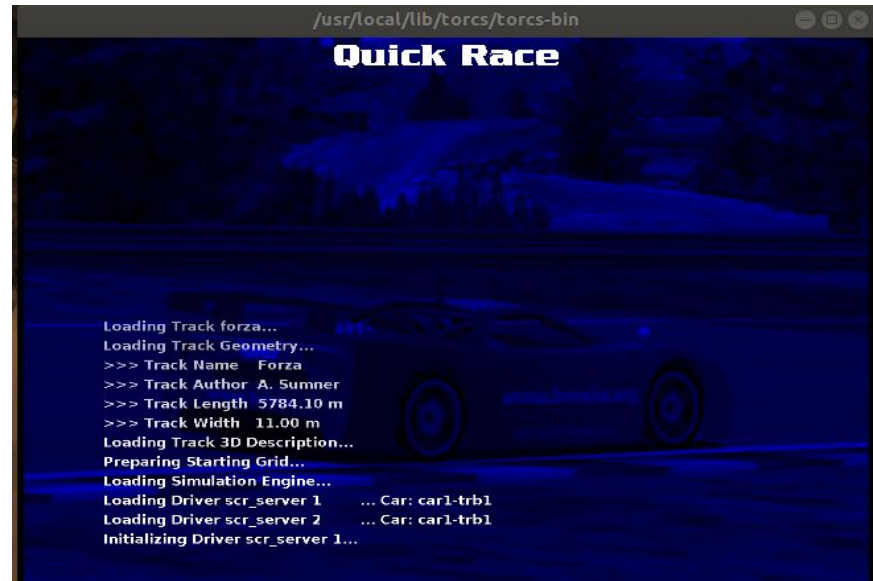 /usr/local/lib/torcs/torcs-bin
Quick Race
Loading Track forza...
Loading Track Geometry...
>>> Track Name Forza
>>> Track Author A. Sumner
>>> Track Length 5784.10 m
>>> Track Width 11.00 m
Loading Track 3D Description...
Preparing Starting Grid...
Loading Simulation Engine...
Loading Driver scr_server 1 ... Car: car1-trb1
Loading Driver scr_server 2 ... Car: car1-trb1
Initializing Driver scr_server 1...